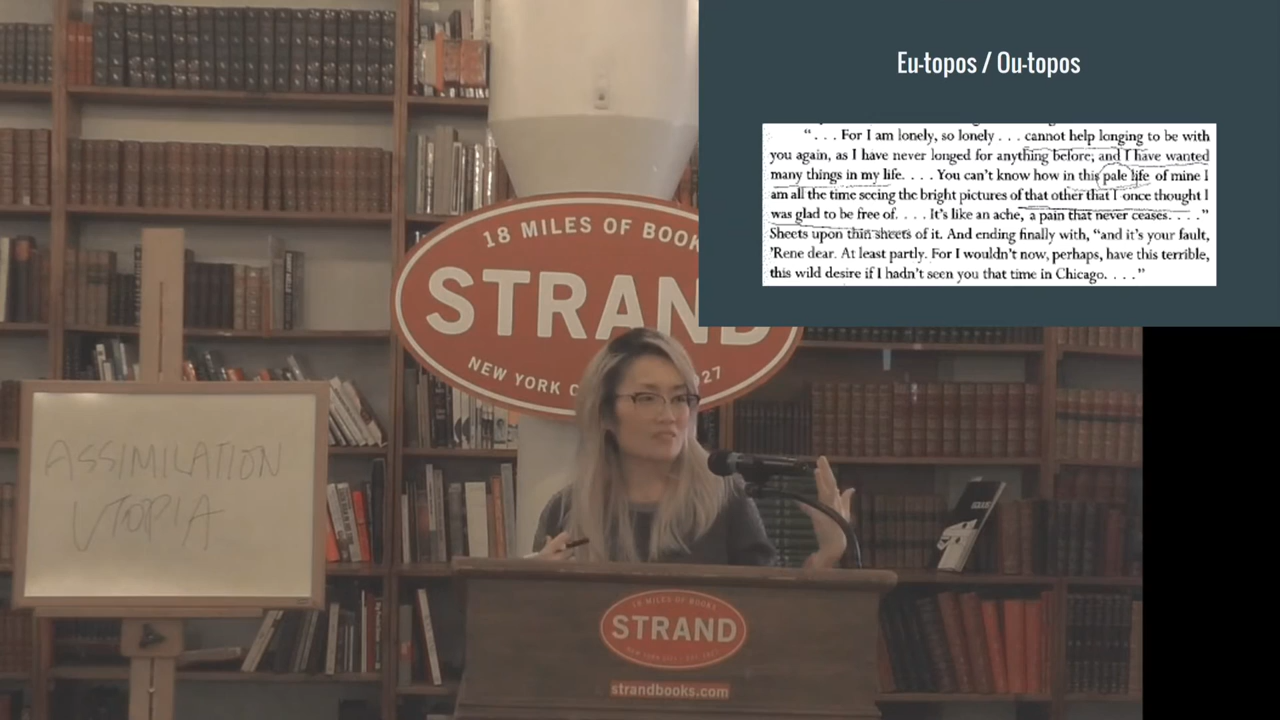 Eu-topos / Ou-topos
“. . . For I am lonely, so lonely . . . cannot help longing to be with
you again, as I have never longed for anything before; and I have wanted
many things in my life. . . . You can't know how in this pale life of mine I
am all the time seeing the bright pictures of that other that I once thought I
was glad to be free of. . . . It's like an ache, a pain that never ceases. . . .”
Sheets upon thin sheets of it. And ending finally with, “and it's your fault,
'Rene dear. At least partly. For I wouldn't now, perhaps, have this terrible,
this wild desire if I hadn't seen you that time in Chicago. . . .”
18 MILES OF BOOK
STRAND
NEW YORK C 27
ASSIMILATION
UTOPIA
18 MILES OF BOOKS
STRAND
strandbooks.com